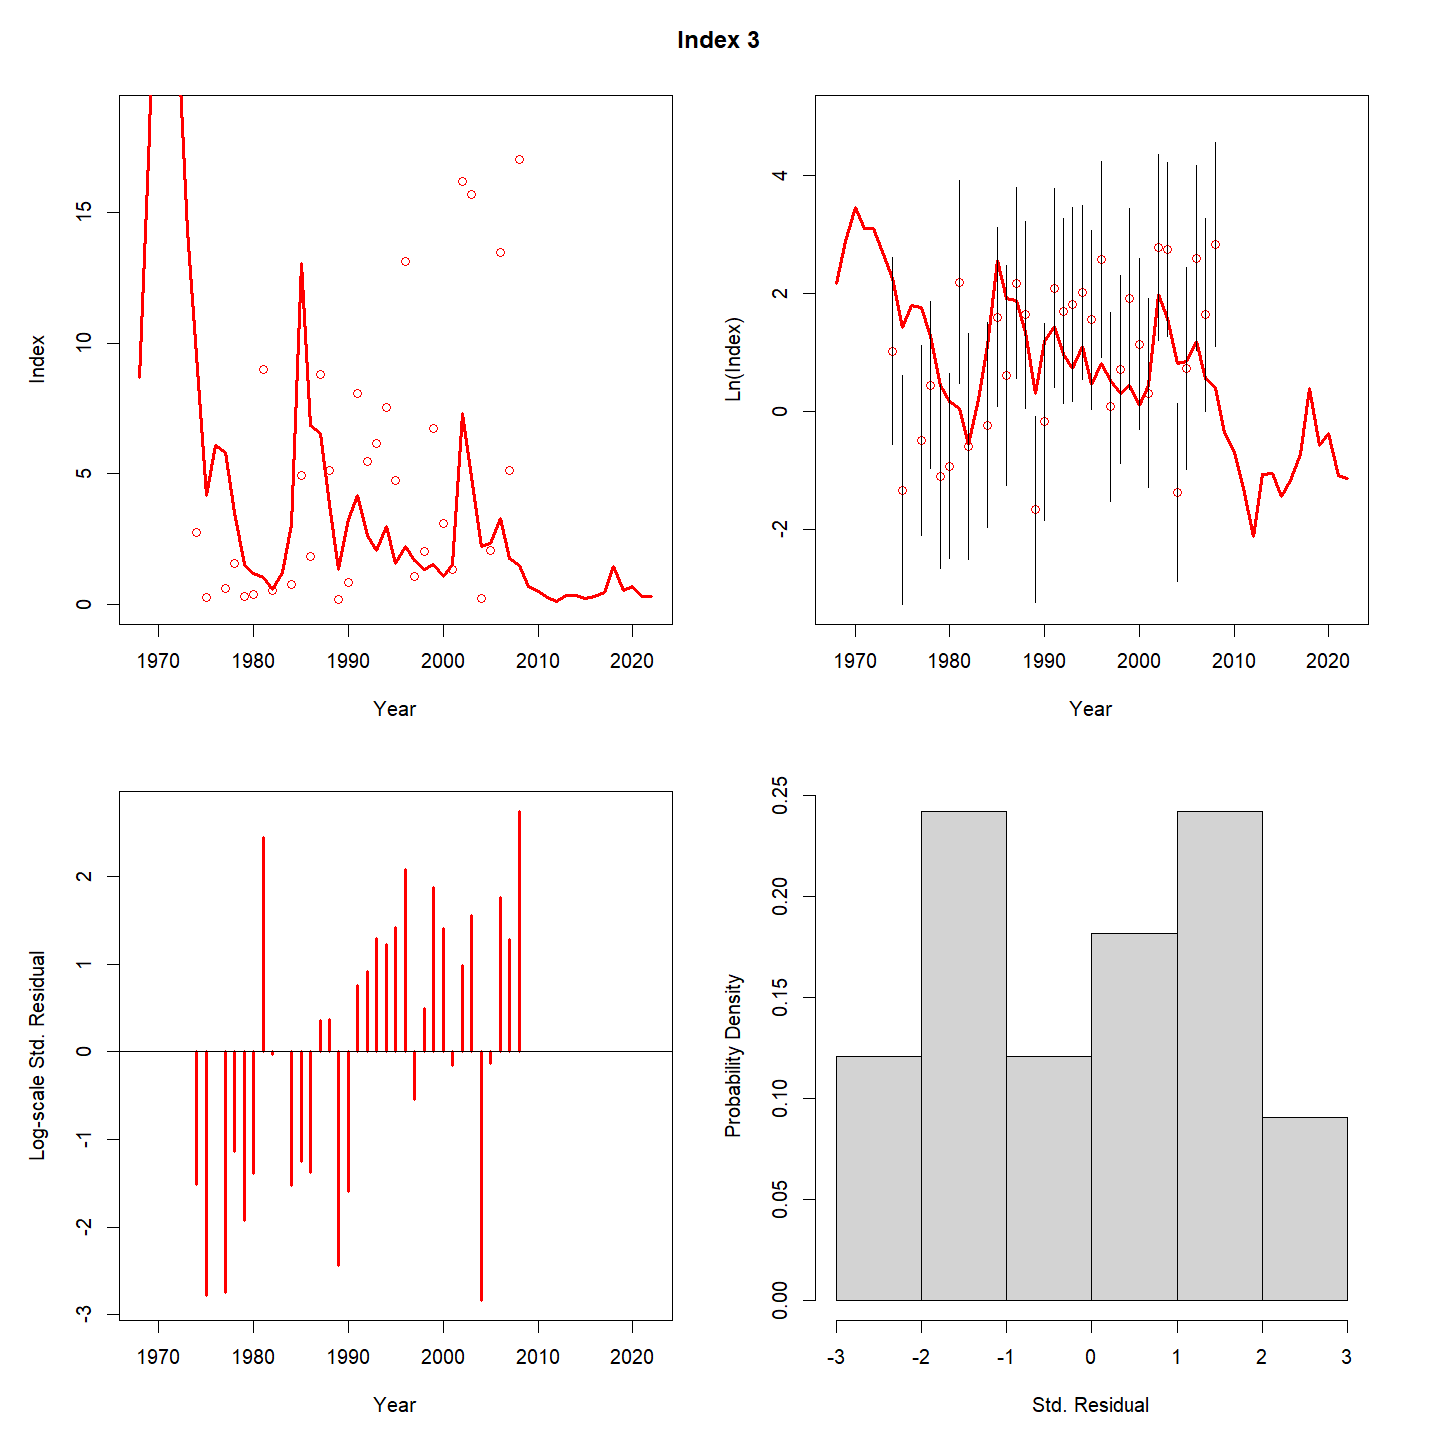 Index 3
Index
15
10
5
0
1970 1980 1990 2000 2010 2020
Year
Ln(Index)
4
2
0
-2
1970 1980 1990 2000 2010 2020
Year
Log-scale Std. Residual
2
1
0
-1
-2
-3
1970 1980 1990 2000 2010 2020
Year
Probability Density
0.25
0.20
0.15
0.10
0.05
0.00
-3 -2 -1 0 1 2 3
Std. Residual